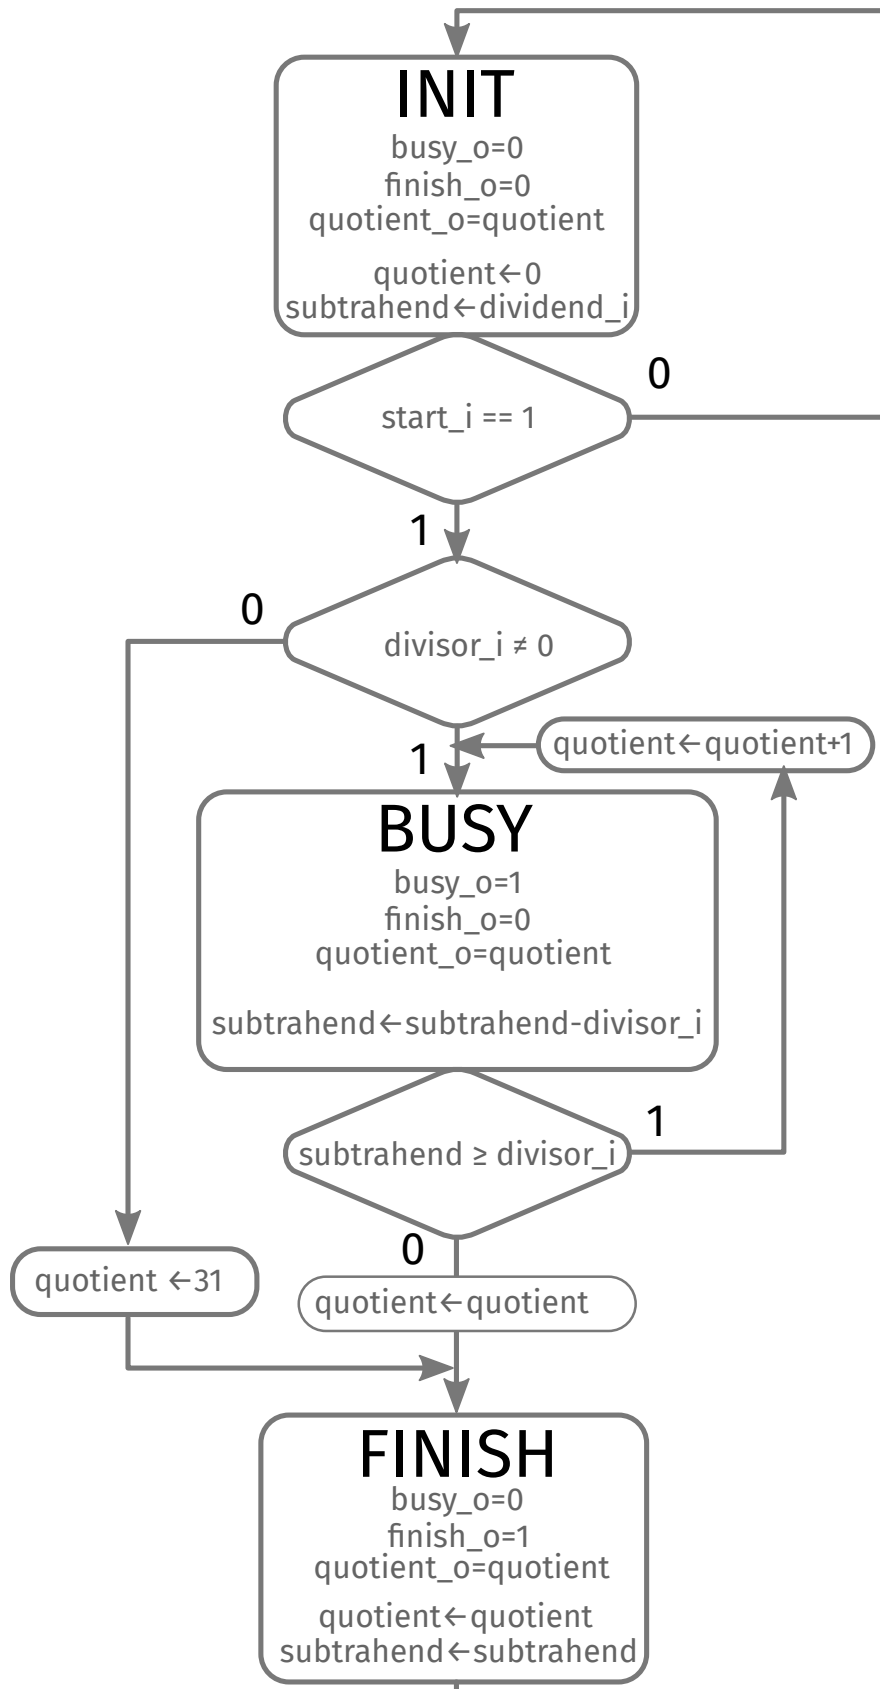 INIT
busy_o=0
finish_o=0
quotient_o=quotient
quotient←0
subtrahend←dividend_i
start_i == 1
0
1
divisor_i ≠ 0
0
1
quotient←quotient+1
BUSY
busy_o=1
finish_o=0
quotient_o=quotient
subtrahend←subtrahend-divisor_i
subtrahend ≥ divisor_i
1
0
quotient ←31
quotient←quotient
FINISH
busy_o=0
finish_o=1
quotient_o=quotient
quotient←quotient
subtrahend←subtrahend